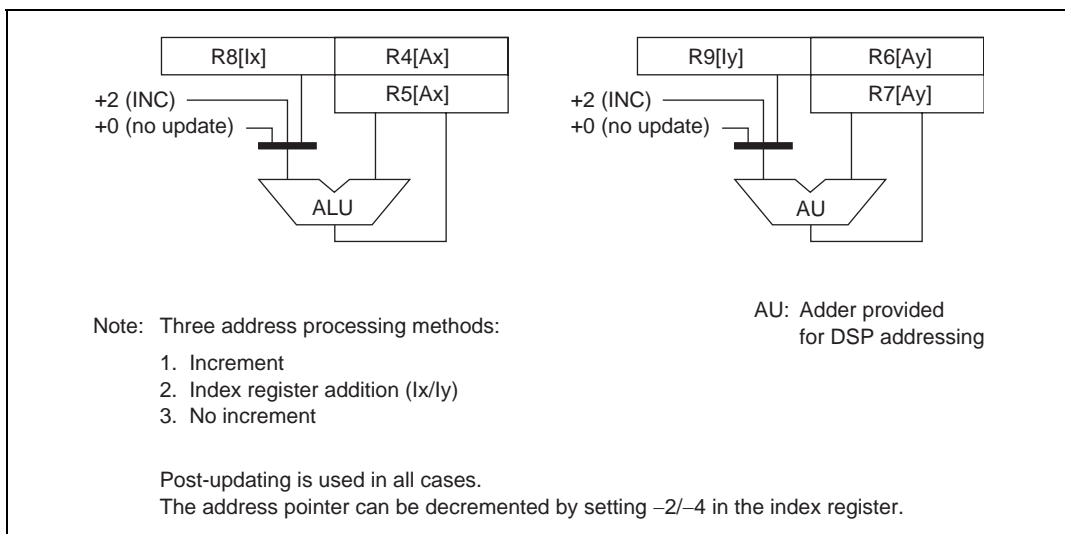 R8[Ix] R4[Ax]
R5[Ax]
+2 (INC)
+0 (no update)
ALU
R9[Iy] R6[Ay]
R7[Ay]
+2 (INC)
+0 (no update)
AU
AU: Adder provided
for DSP addressing
Note: Three address processing methods:
1. Increment
2. Index register addition (Ix/Iy)
3. No increment
Post-updating is used in all cases.
The address pointer can be decremented by setting −2/−4 in the index register.